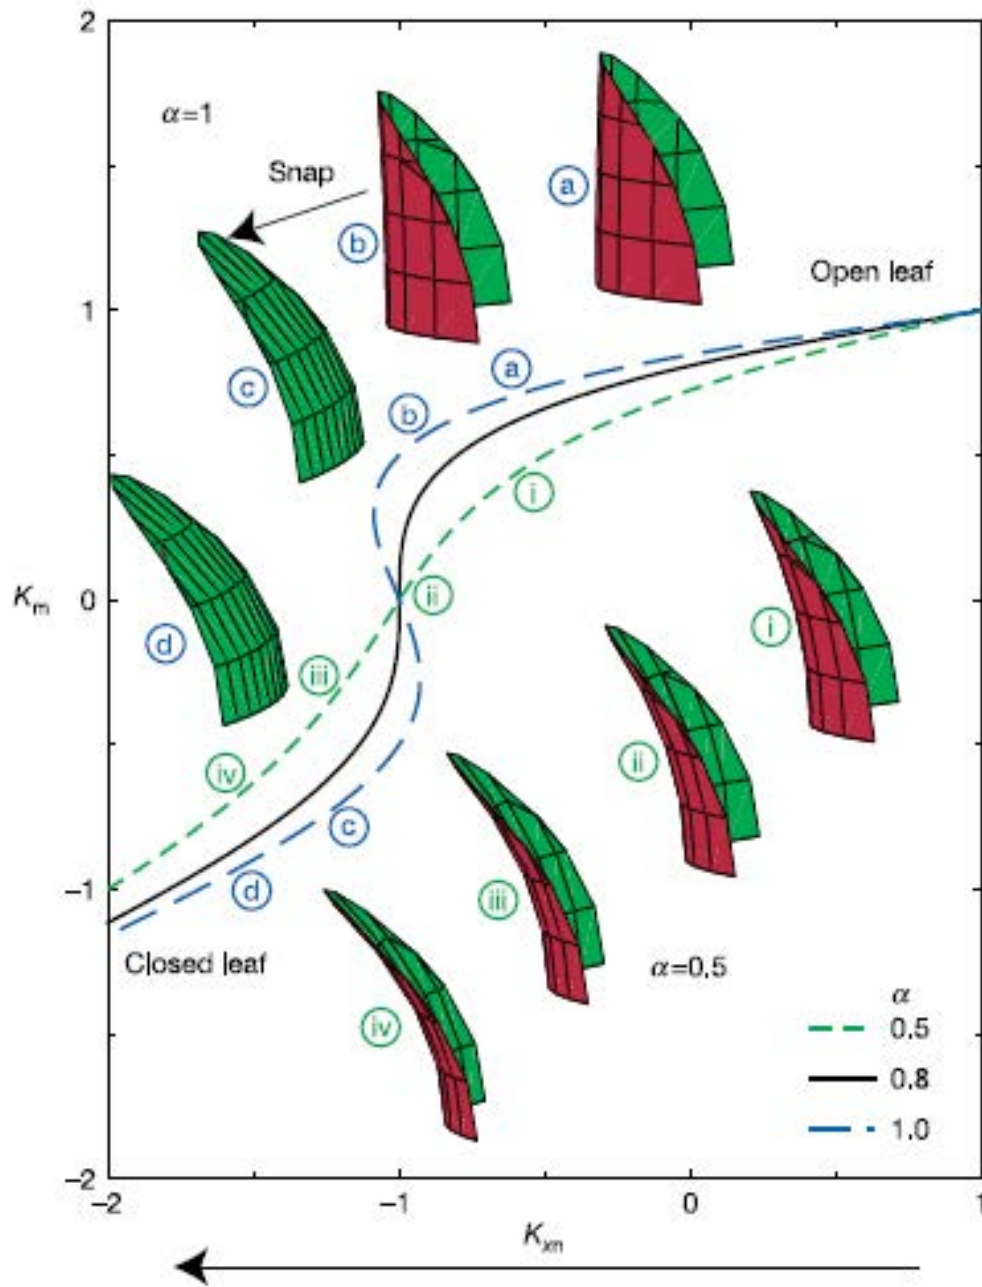 2
α=1
Snap
a
b
Open leaf
1
c
a
b
i
K_m
0
ii
i
d
iii
ii
iv
c
d
−1
Closed leaf
iii
α=0.5
iv
α
0.5
0.8
1.0
−2
−2
−1
0
1
K_xn